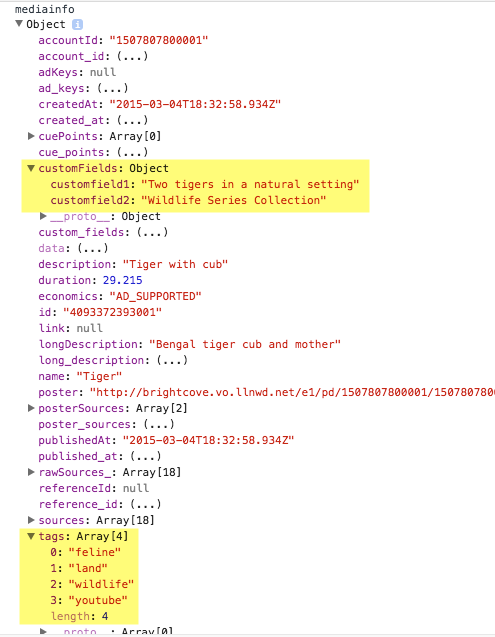 mediainfo
▼ Object i
accountId: "1507807800001"
account_id: (...)
adKeys: null
ad_keys: (...)
createdAt: "2015-03-04T18:32:58.934Z"
created_at: (...)
▶ cuePoints: Array[0]
cue_points: (...)
▼ customFields: Object
customfield1: "Two tigers in a natural setting"
customfield2: "Wildlife Series Collection"
▶ __proto__: Object
custom_fields: (...)
data: (...)
description: "Tiger with cub"
duration: 29.215
economics: "AD_SUPPORTED"
id: "4093372393001"
link: null
longDescription: "Bengal tiger cub and mother"
long_description: (...)
name: "Tiger"
poster: "http://brightcove.vo.llnwd.net/e1/pd/1507807800001/150780780
▶ posterSources: Array[2]
poster_sources: (...)
publishedAt: "2015-03-04T18:32:58.934Z"
published_at: (...)
▶ rawSources_: Array[18]
referenceId: null
reference_id: (...)
▶ sources: Array[18]
▼ tags: Array[4]
0: "feline"
1: "land"
2: "wildlife"
3: "youtube"
length: 4
▶ __proto__: Array[0]